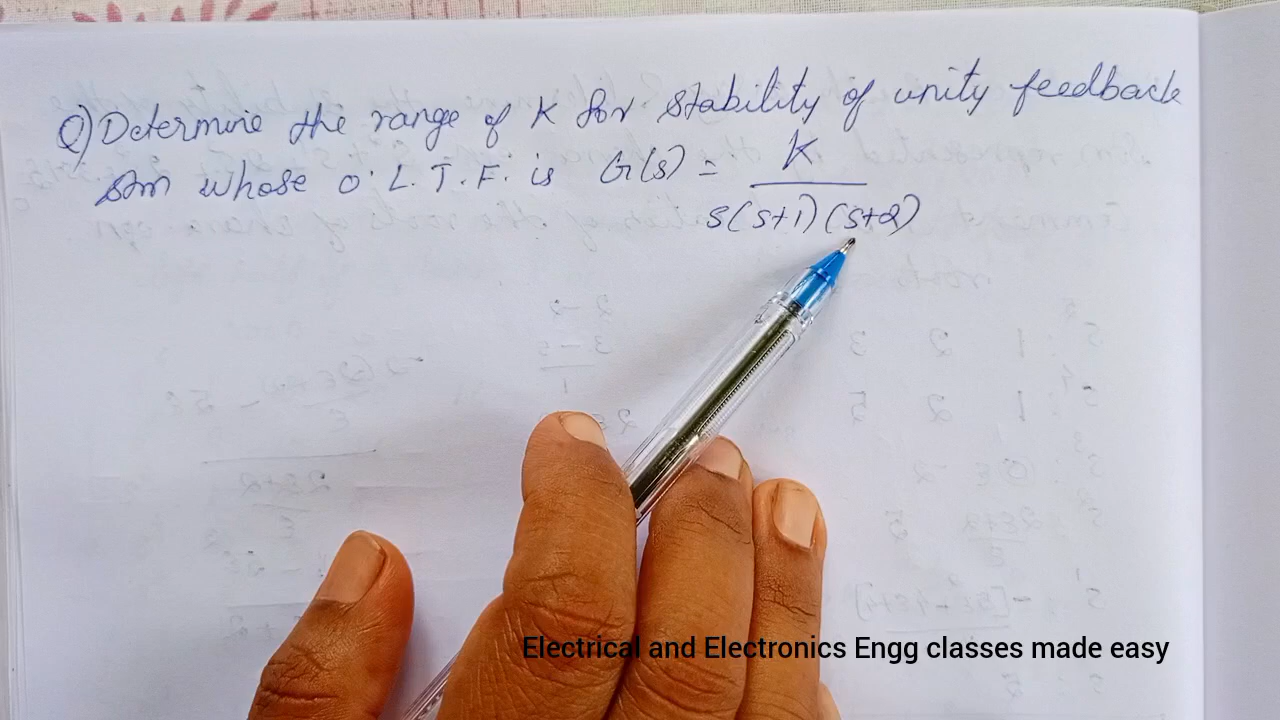 Q) Determine the range of K for stability of unity feedback
s/m whose O.L.T.F. is G(s) = K
s(s+1)(s+2)
Electrical and Electronics Engg classes made easy